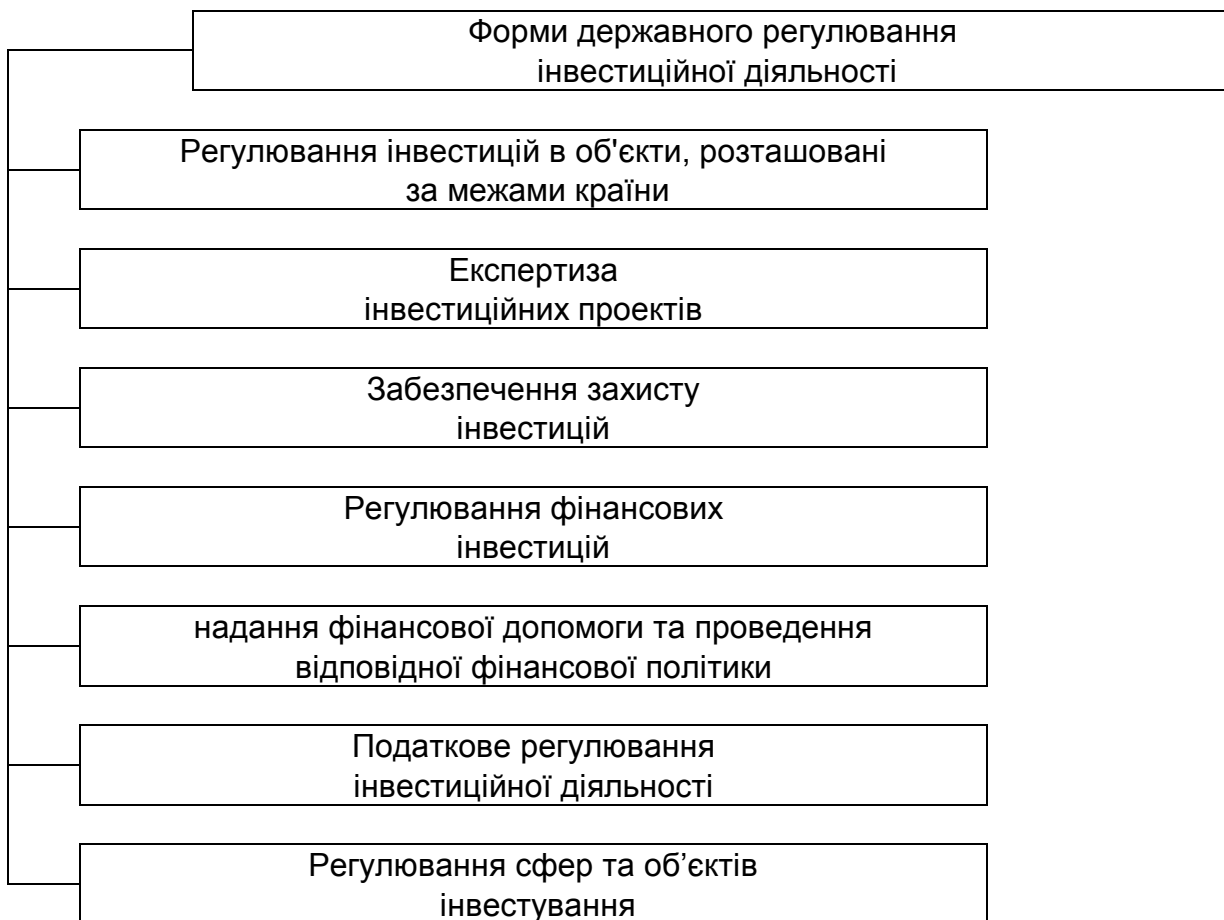 Форми державного регулювання
інвестиційної діяльності
Регулювання інвестицій в об'єкти, розташовані
за межами країни
Експертиза
інвестиційних проектів
Забезпечення захисту
інвестицій
Регулювання фінансових
інвестицій
надання фінансової допомоги та проведення
відповідної фінансової політики
Податкове регулювання
інвестиційної діяльності
Регулювання сфер та об’єктів
інвестування